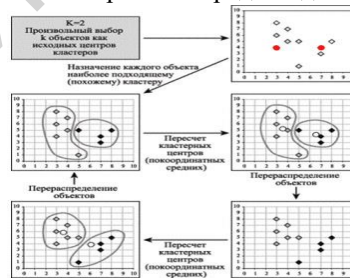 K=2
Произвольный выбор
k объектов как
исходных центров
кластеров
Назначение каждого объекта
наиболее подходящему
(похожему) кластеру
Пересчет
кластерных
центров
(покоординатных
средних)
Перераспределение
объектов
Перераспределение
объектов
Пересчет
кластерных
центров
(покоординатных
средних)